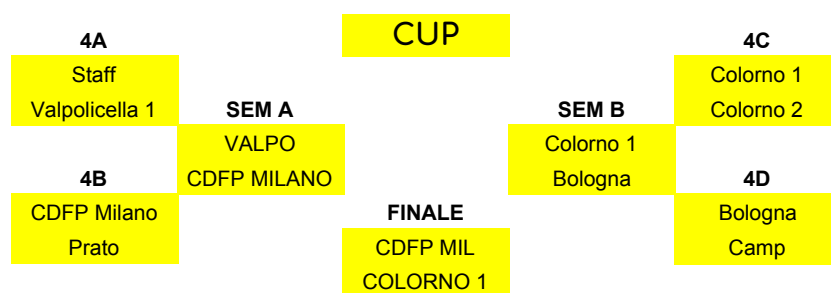 CUP
4A
4C
Staff
Colorno 1
Valpolicella 1
SEM A
SEM B
Colorno 2
VALPO
Colorno 1
4B
CDFP MILANO
Bologna
4D
CDFP Milano
FINALE
Bologna
Prato
CDFP MIL
Camp
COLORNO 1